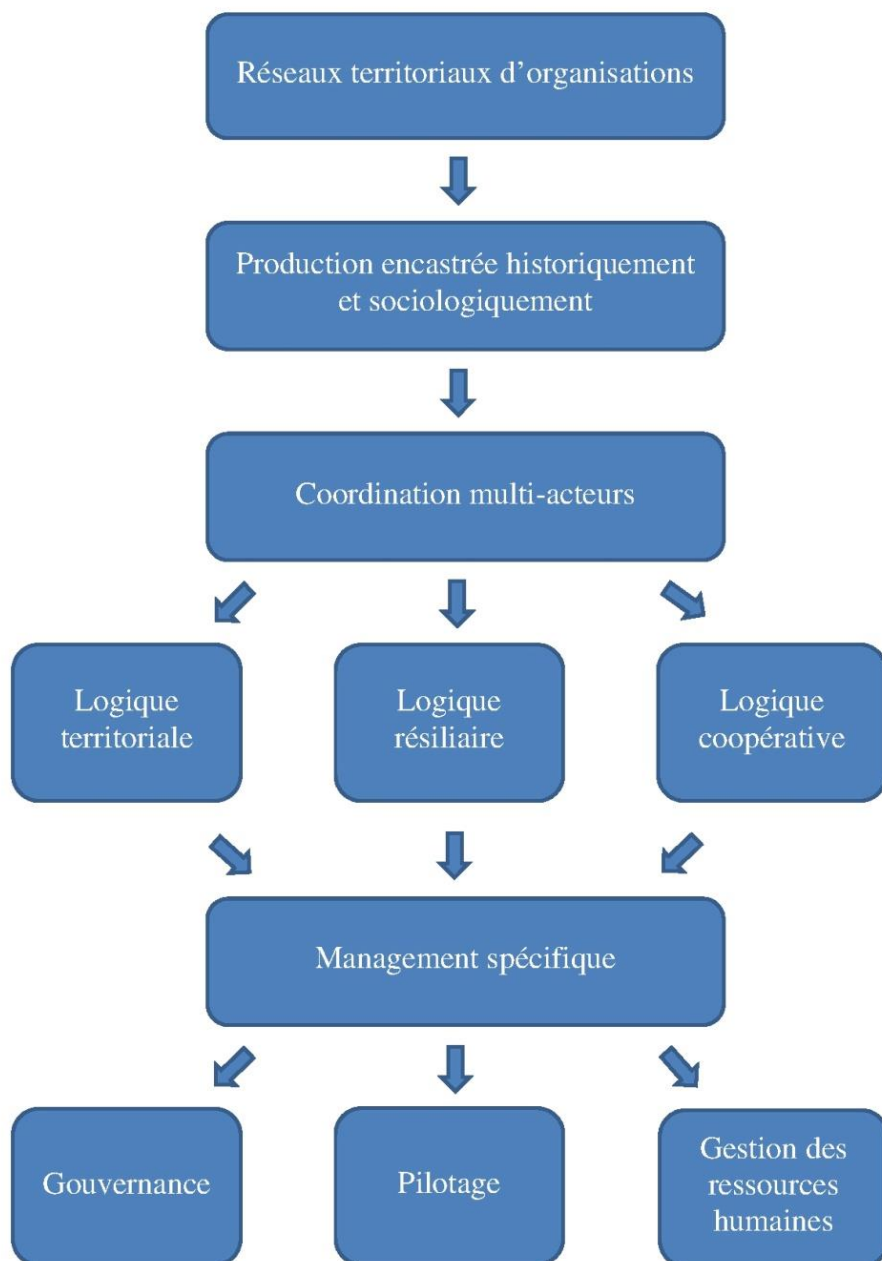 Réseaux territoriaux d'organisations
Production encastrée historiquement
et sociologiquement
Coordination multi-acteurs
Logique
territoriale
Logique
résiliaire
Logique
coopérative
Management spécifique
Gouvernance
Pilotage
Gestion des
ressources
humaines